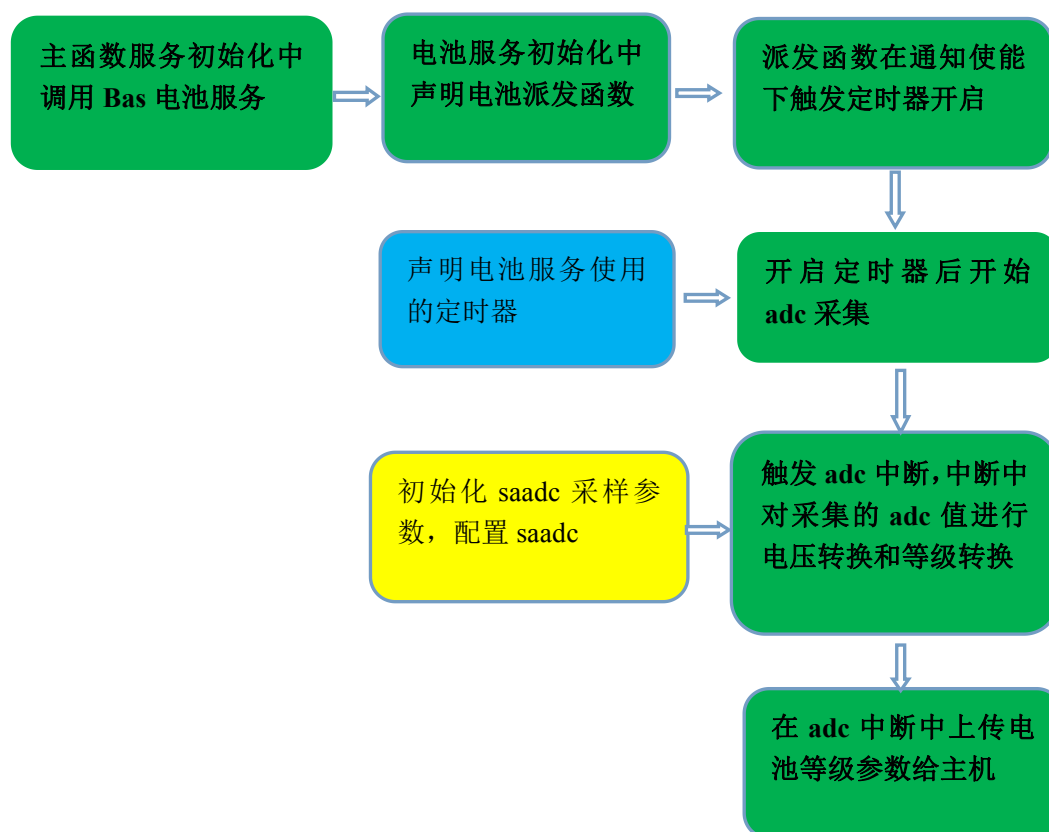 主函数服务初始化中
调用 Bas 电池服务
电池服务初始化中
声明电池派发函数
派发函数在通知使能
下触发定时器开启
声明电池服务使用
的定时器
开启定时器后开始
adc 采集
初始化 saadc 采样参
数，配置 saadc
触发 adc 中断，中断中
对采集的 adc 值进行
电压转换和等级转换
在 adc 中断中上传电
池等级参数给主机